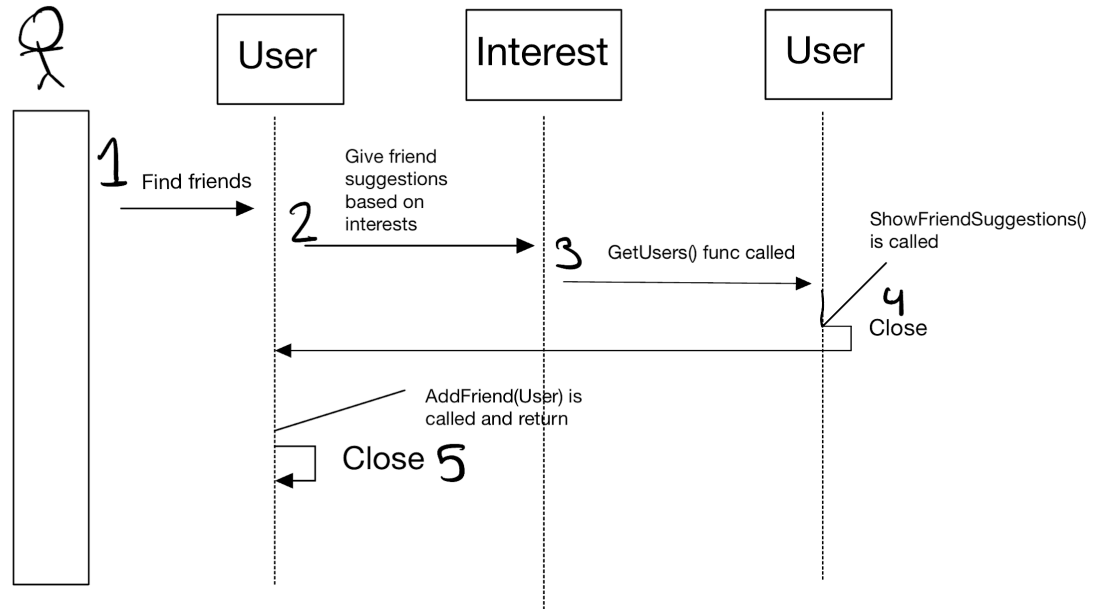 User
Interest
User
1
Find friends
2
Give friend
suggestions
based on
interests
3
GetUsers() func called
ShowFriendSuggestions()
is called
4
Close
AddFriend(User) is
called and return
Close 5